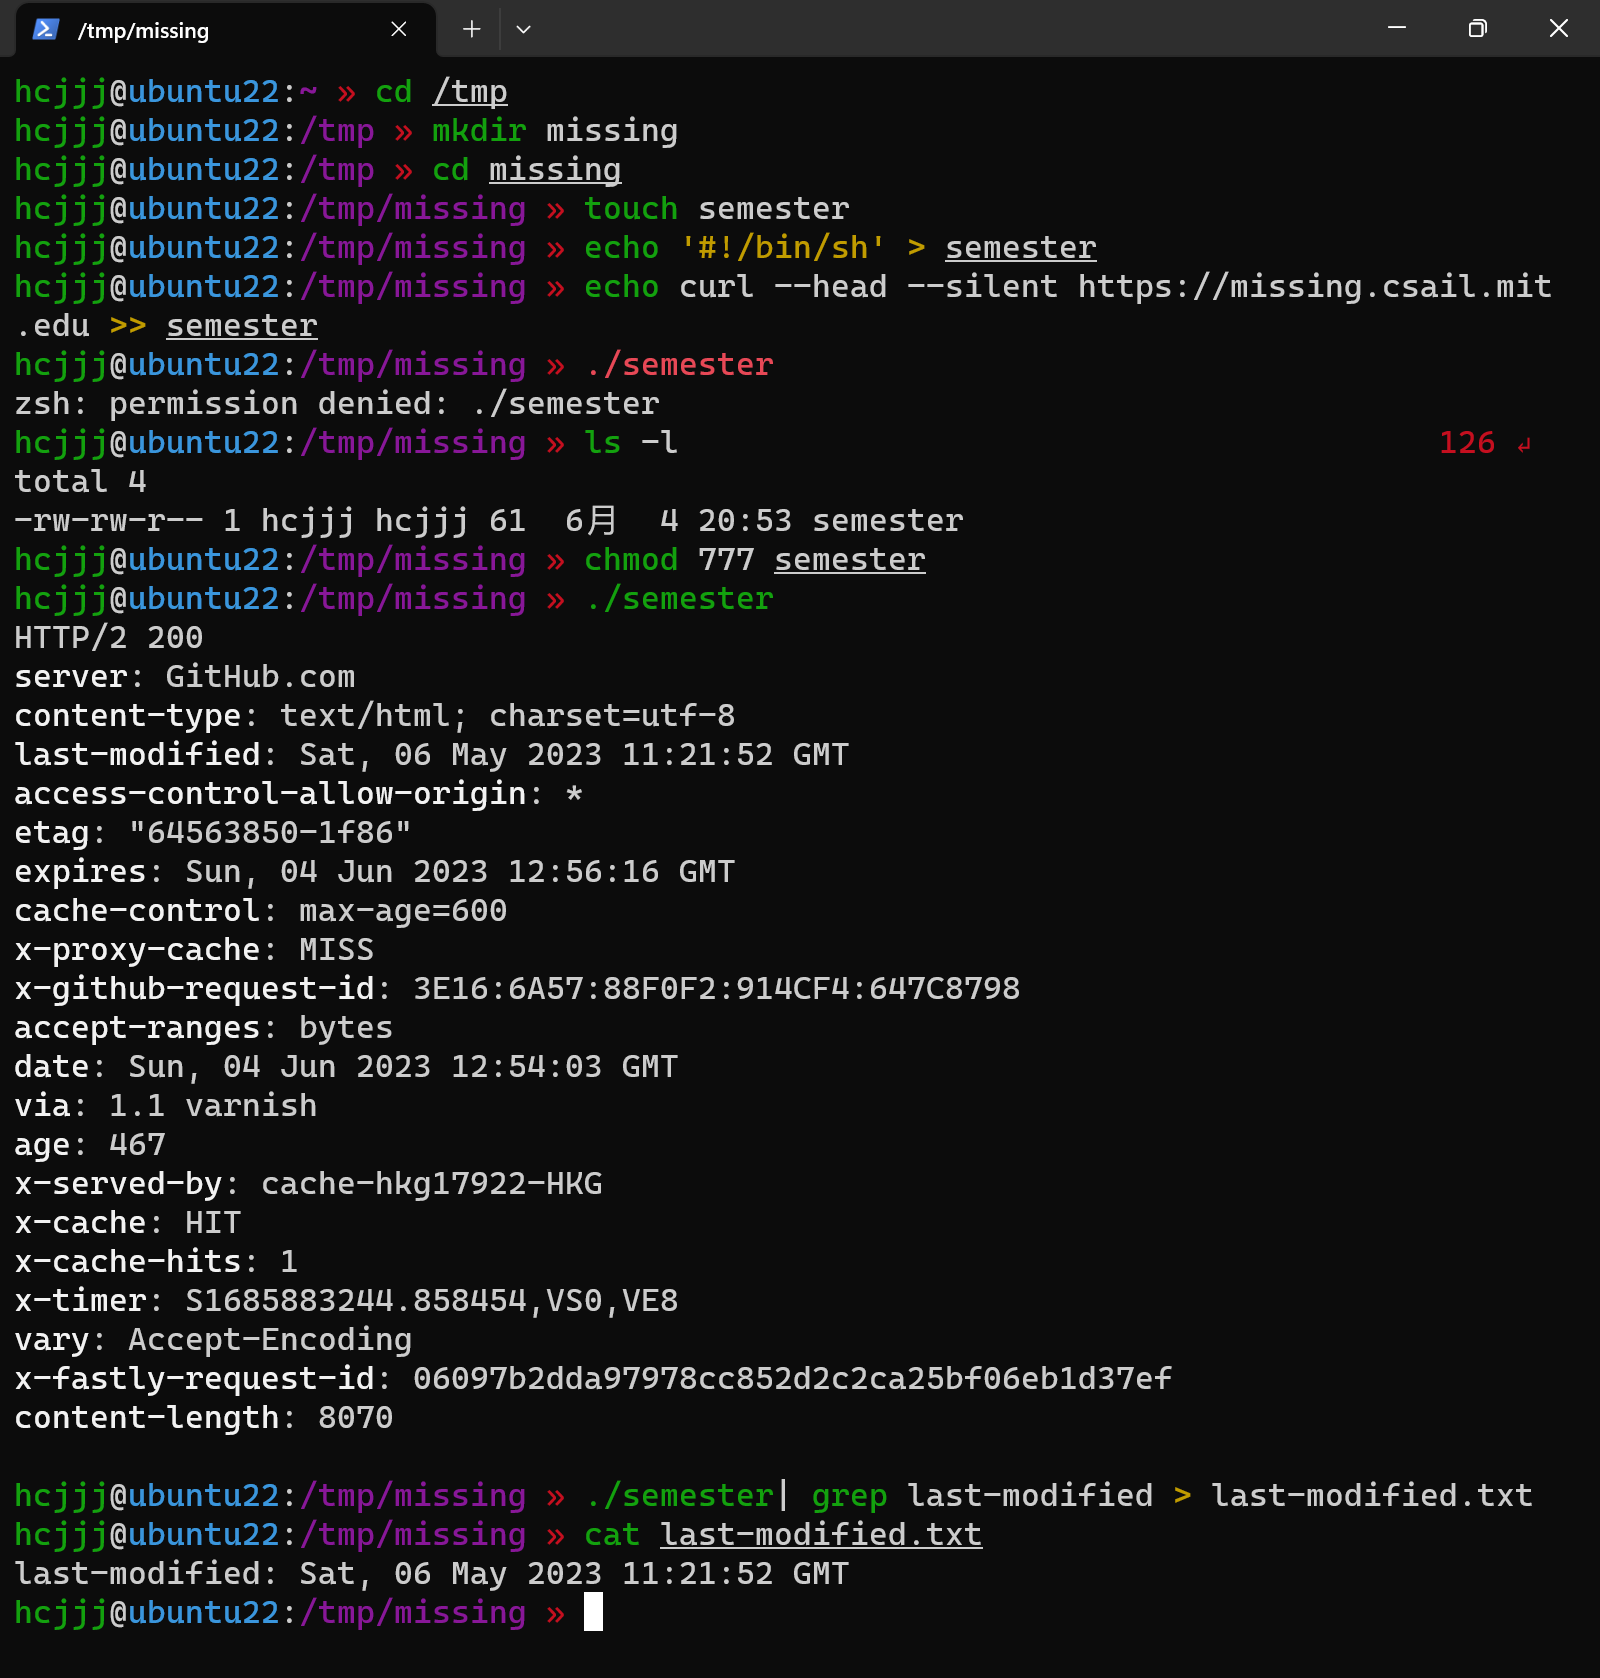 /tmp/missing
hcjjj@ubuntu22:~ » cd /tmp
hcjjj@ubuntu22:/tmp » mkdir missing
hcjjj@ubuntu22:/tmp » cd missing
hcjjj@ubuntu22:/tmp/missing » touch semester
hcjjj@ubuntu22:/tmp/missing » echo '#!/bin/sh' > semester
hcjjj@ubuntu22:/tmp/missing » echo curl --head --silent https://missing.csail.mit
.edu >> semester
hcjjj@ubuntu22:/tmp/missing » ./semester
zsh: permission denied: ./semester
hcjjj@ubuntu22:/tmp/missing » ls -l 126 ↵
total 4
-rw-rw-r-- 1 hcjjj hcjjj 61  6月  4 20:53 semester
hcjjj@ubuntu22:/tmp/missing » chmod 777 semester
hcjjj@ubuntu22:/tmp/missing » ./semester
HTTP/2 200
server: GitHub.com
content-type: text/html; charset=utf-8
last-modified: Sat, 06 May 2023 11:21:52 GMT
access-control-allow-origin: *
etag: "64563850-1f86"
expires: Sun, 04 Jun 2023 12:56:16 GMT
cache-control: max-age=600
x-proxy-cache: MISS
x-github-request-id: 3E16:6A57:88F0F2:914CF4:647C8798
accept-ranges: bytes
date: Sun, 04 Jun 2023 12:54:03 GMT
via: 1.1 varnish
age: 467
x-served-by: cache-hkg17922-HKG
x-cache: HIT
x-cache-hits: 1
x-timer: S1685883244.858454,VS0,VE8
vary: Accept-Encoding
x-fastly-request-id: 06097b2dda97978cc852d2c2ca25bf06eb1d37ef
content-length: 8070
hcjjj@ubuntu22:/tmp/missing » ./semester| grep last-modified > last-modified.txt
hcjjj@ubuntu22:/tmp/missing » cat last-modified.txt
last-modified: Sat, 06 May 2023 11:21:52 GMT
hcjjj@ubuntu22:/tmp/missing »